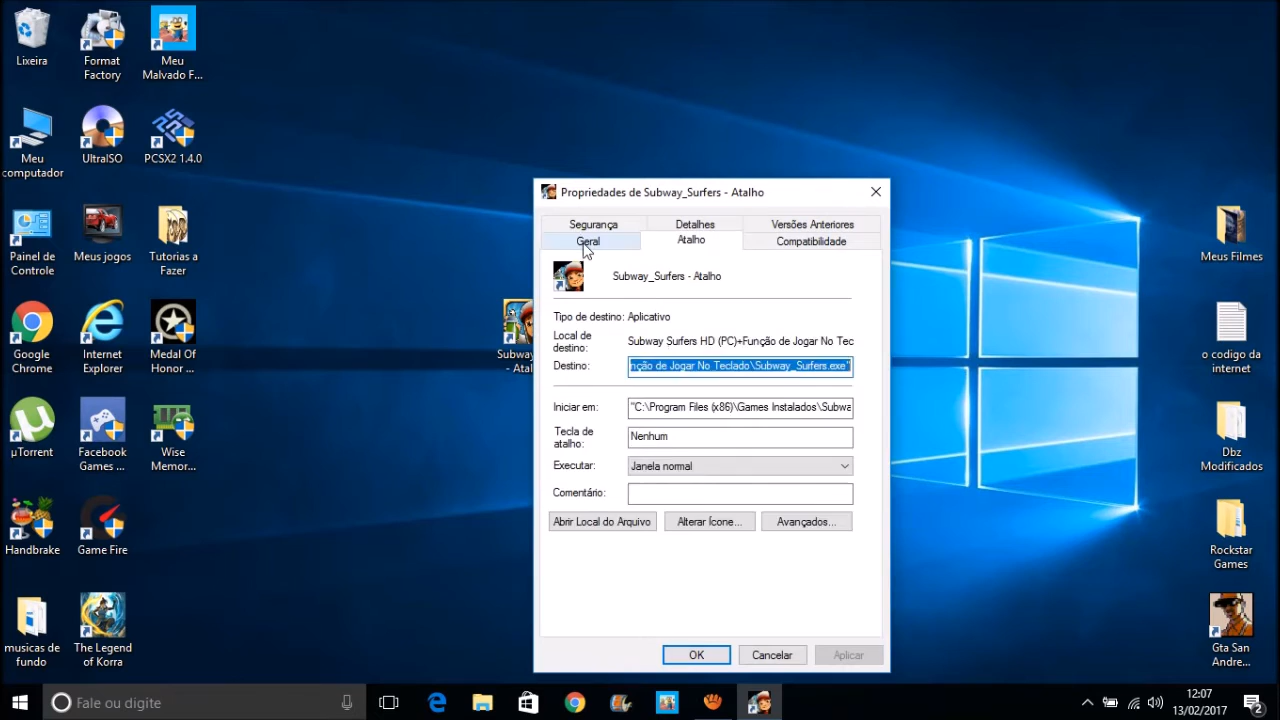 Lixeira
Format
Factory
Meu
Malvado F...
Meu
computador
UltraISO
PCSX2 1.4.0
Painel de
Controle
Meus jogos
Tutorias a
Fazer
Google
Chrome
Internet
Explorer
Medal Of
Honor ...
µTorrent
Facebook
Games ...
Wise
Memor...
Handbrake
Game Fire
musicas de
fundo
The Legend
of Korra
Subway
- Atal
Propriedades de Subway_Surfers - Atalho
Segurança
Detalhes
Versões Anteriores
Geral
Atalho
Compatibilidade
Subway_Surfers - Atalho
Tipo de destino: Aplicativo
Local de
destino:
Subway Surfers HD (PC)+Função de Jogar No Tec
Destino:
nção de Jogar No Teclado\Subway_Surfers.exe"
Iniciar em:
"C:\Program Files (x86)\Games Instalados\Subwa
Tecla de
atalho:
Nenhum
Executar:
Janela normal
Comentário:
Abrir Local do Arquivo
Alterar Ícone...
Avançados...
OK
Cancelar
Aplicar
Meus Filmes
o codigo da
internet
Dbz
Modificados
Rockstar
Games
Gta San
Andre...
Fale ou digite
12:07
13/02/2017
2